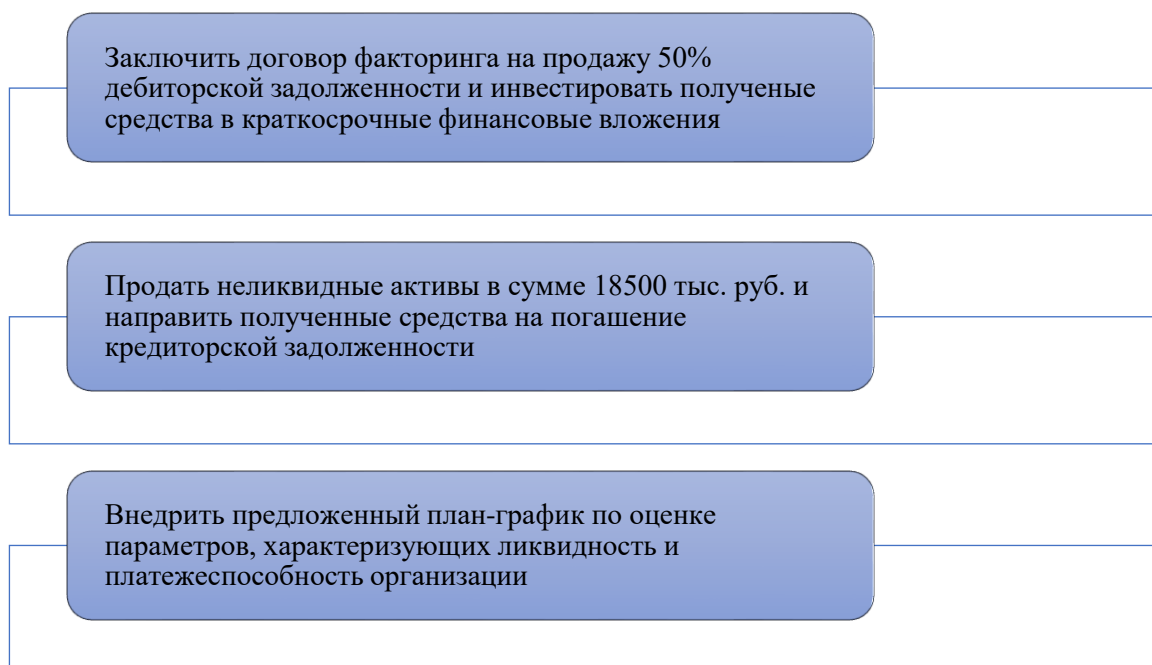 Заключить договор факторинга на продажу 50%
дебиторской задолженности и инвестировать полученые
средства в краткосрочные финансовые вложения
Продать неликвидные активы в сумме 18500 тыс. руб. и
направить полученные средства на погашение
кредиторской задолженности
Внедрить предложенный план-график по оценке
параметров, характеризующих ликвидность и
платежеспособность организации